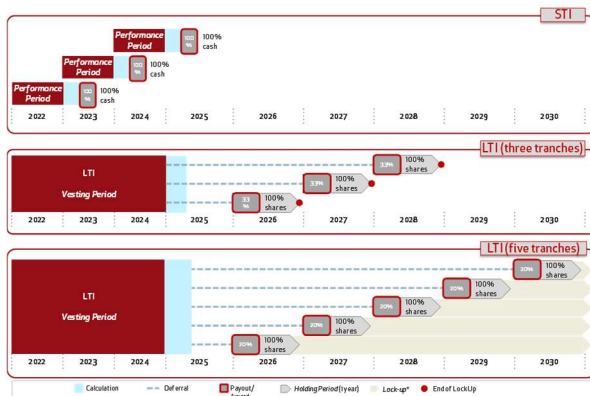 STI
Performance Period 100% 100% cash
Performance Period 100% 100% cash
Performance Period 100% 100% cash
2022 2023 2024 2025 2026 2027 2028 2029 2030
LTI (three tranches)
LTI
Vesting Period
33% 100% shares
33% 100% shares
33% 100% shares
2022 2023 2024 2025 2026 2027 2028 2029 2030
LTI (five tranches)
LTI
Vesting Period
20% 100% shares
20% 100% shares
20% 100% shares
20% 100% shares
20% 100% shares
2022 2023 2024 2025 2026 2027 2028 2029 2030
Calculation Deferral Payout/ Holding Period (1 year) Lock-up* End of Lock Up